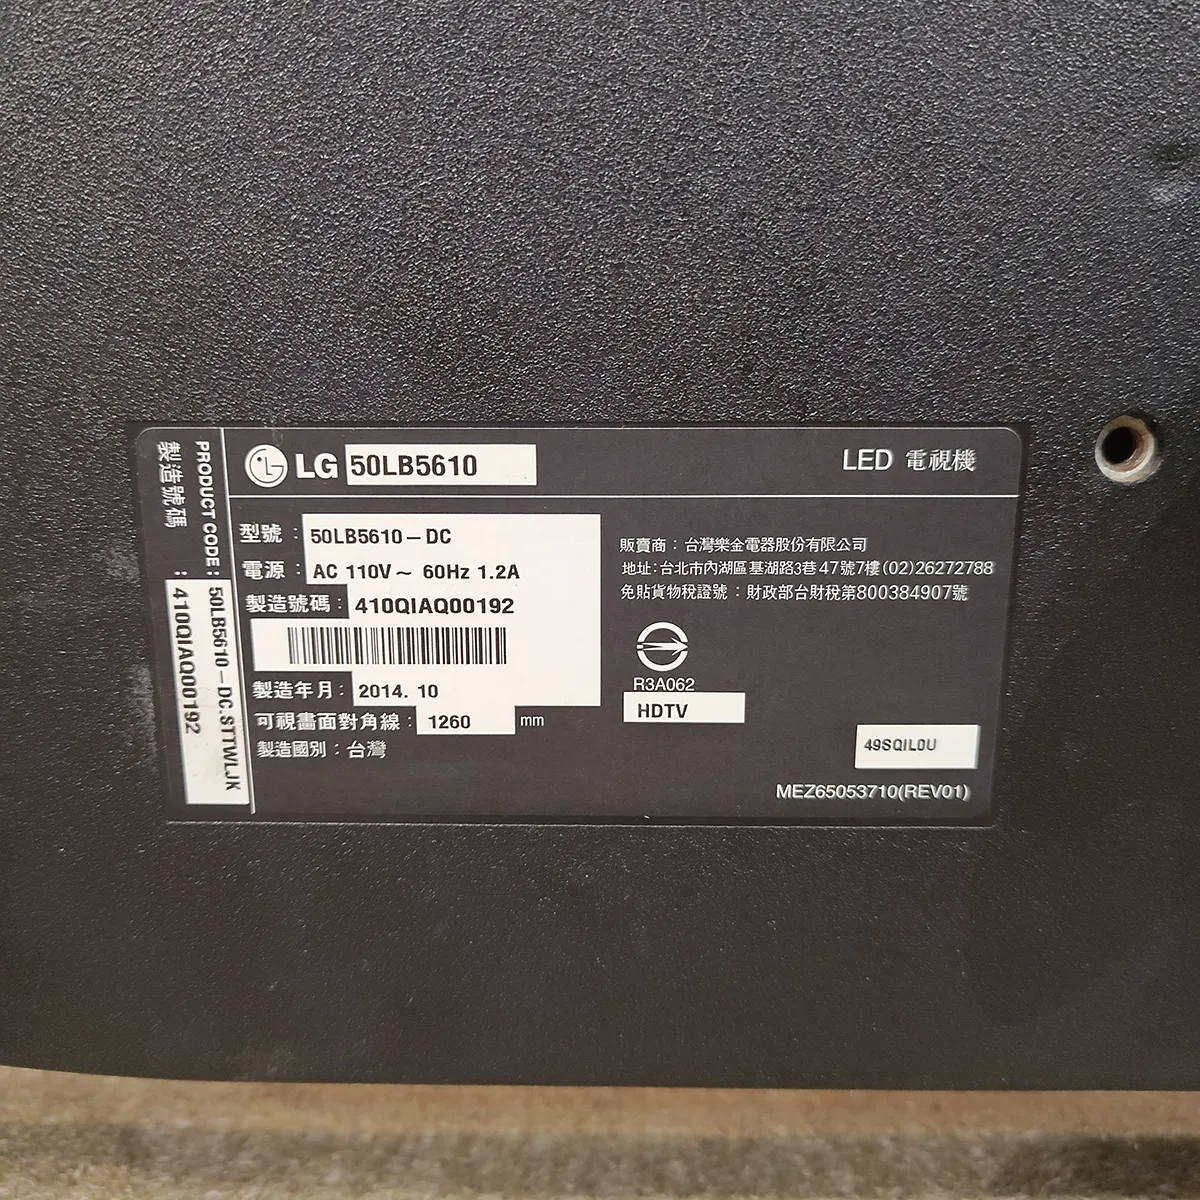 製造號碼 : 410QIAQ00192
PRODUCT CODE : 50LB5610-DC.STTWLJK
LG 50LB5610
LED 電視機
型號 : 50LB5610-DC
電源 : AC 110V~ 60Hz 1.2A
製造號碼 : 410QIAQ00192
製造年月 : 2014. 10
可視畫面對角線 : 1260 mm
製造國別 : 台灣
販賣商 : 台灣樂金電器股份有限公司
地址 : 台北市內湖區基湖路3巷47號7樓 (02)26272788
免貼貨物稅證號 : 財政部台財稅第800384907號
R3A062
HDTV
49SQIL0U
MEZ65053710(REV01)